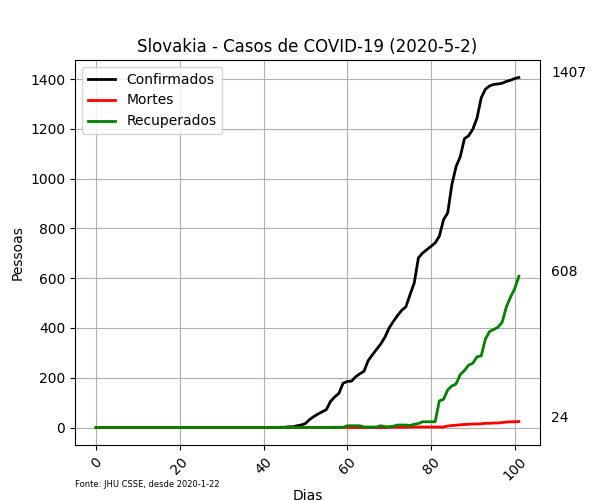 Slovakia - Casos de COVID-19 (2020-5-2)
Confirmados
Mortes
Recuperados
1400
1200
1000
800
600
400
200
0
Pessoas
1407
608
24
0
20
40
60
80
100
Fonte: JHU CSSE, desde 2020-1-22
Dias